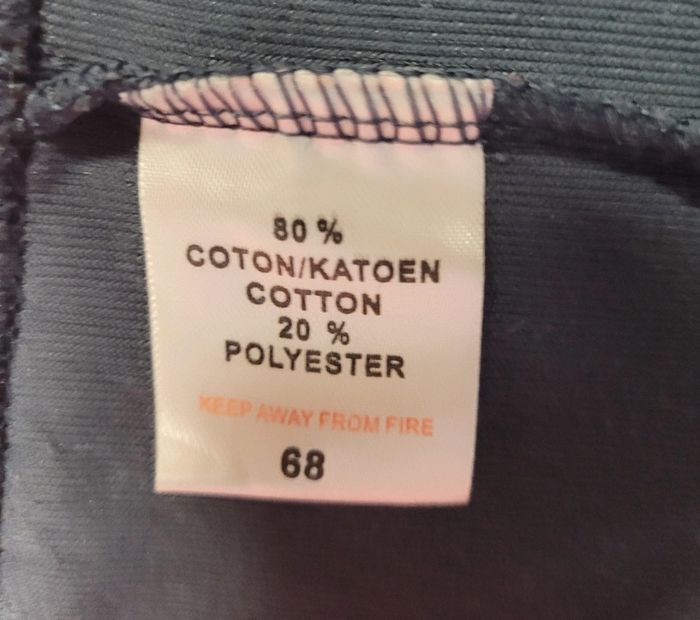 80 %
COTON/KATOEN
COTTON
20 %
POLYESTER
KEEP AWAY FROM FIRE
68